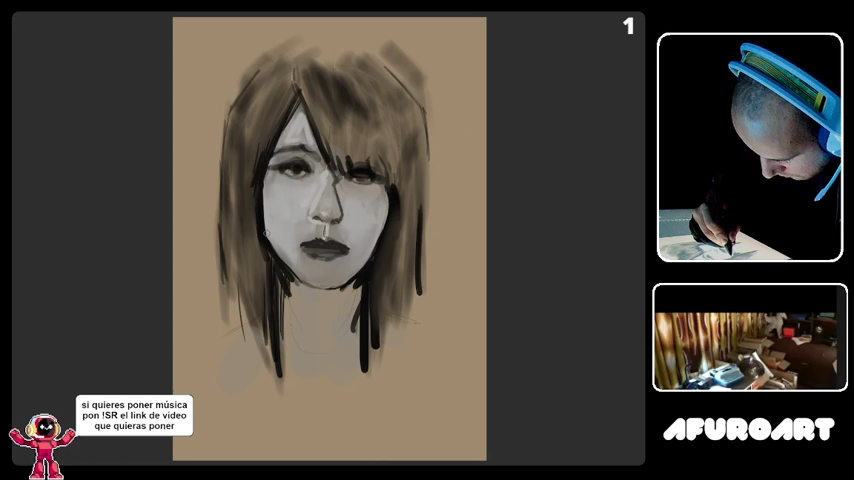 1
si quieres poner música
pon !SR el link de video
que quieras poner
AFUROART